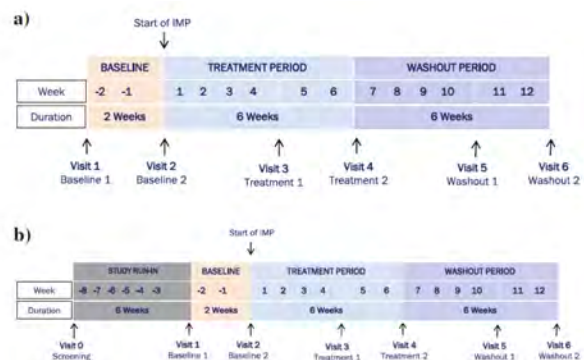 a)
Start of IMP
BASELINE TREATMENT PERIOD WASHOUT PERIOD
Week -2 -1 1 2 3 4 5 6 7 8 9 10 11 12
Duration 2 Weeks 6 Weeks 6 Weeks
Visit 1 Visit 2 Visit 3 Visit 4 Visit 5 Visit 6
Baseline 1 Baseline 2 Treatment 1 Treatment 2 Washout 1 Washout 2
b)
Start of IMP
STUDY RUN-IN BASELINE TREATMENT PERIOD WASHOUT PERIOD
Week -8 -7 -6 -5 -4 -3 -2 -1 1 2 3 4 5 6 7 8 9 10 11 12
Duration 6 Weeks 2 Weeks 6 Weeks 6 Weeks
Visit 0 Visit 1 Visit 2 Visit 3 Visit 4 Visit 5 Visit 6
Screening Baseline 1 Baseline 2 Treatment 1 Treatment 2 Washout 1 Washout 2